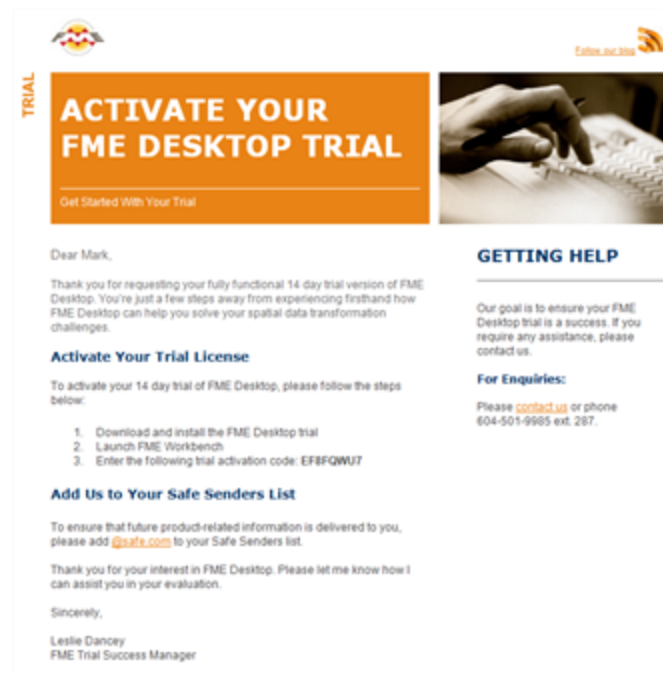 Follow our blog
TRIAL
ACTIVATE YOUR
FME DESKTOP TRIAL
Get Started With Your Trial
Dear Mark,
Thank you for requesting your fully functional 14 day trial version of FME
Desktop. You're just a few steps away from experiencing firsthand how
FME Desktop can help you solve your spatial data transformation
challenges.
Activate Your Trial License
To activate your 14 day trial of FME Desktop, please follow the steps
below:
1. Download and install the FME Desktop trial
2. Launch FME Workbench
3. Enter the following trial activation code: EF8FQWU7
Add Us to Your Safe Senders List
To ensure that future product-related information is delivered to you,
please add @safe.com to your Safe Senders list.
Thank you for your interest in FME Desktop. Please let me know how I
can assist you in your evaluation.
Sincerely,
Leslie Dancey
FME Trial Success Manager
GETTING HELP
Our goal is to ensure your FME
Desktop trial is a success. If you
require any assistance, please
contact us.
For Enquiries:
Please contact us or phone
604-501-9985 ext. 287.